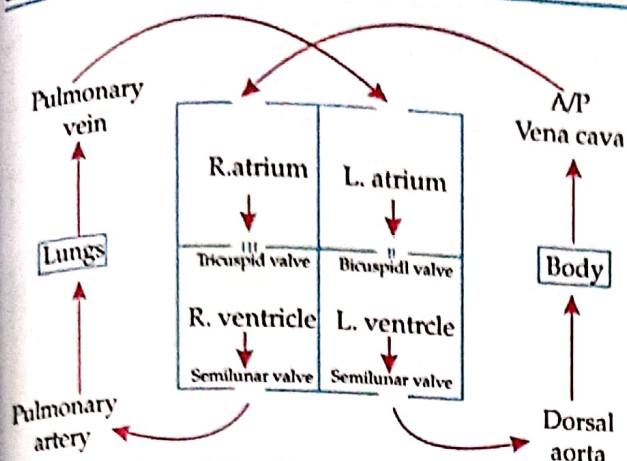 Pulmonary
vein
A/P
Vena cava
R.atrium
L. atrium
Lungs
Tricuspid valve
Bicuspidl valve
Body
R. ventricle
L. ventrcle
Semilunar valve
Semilunar valve
Pulmonary
artery
Dorsal
aorta